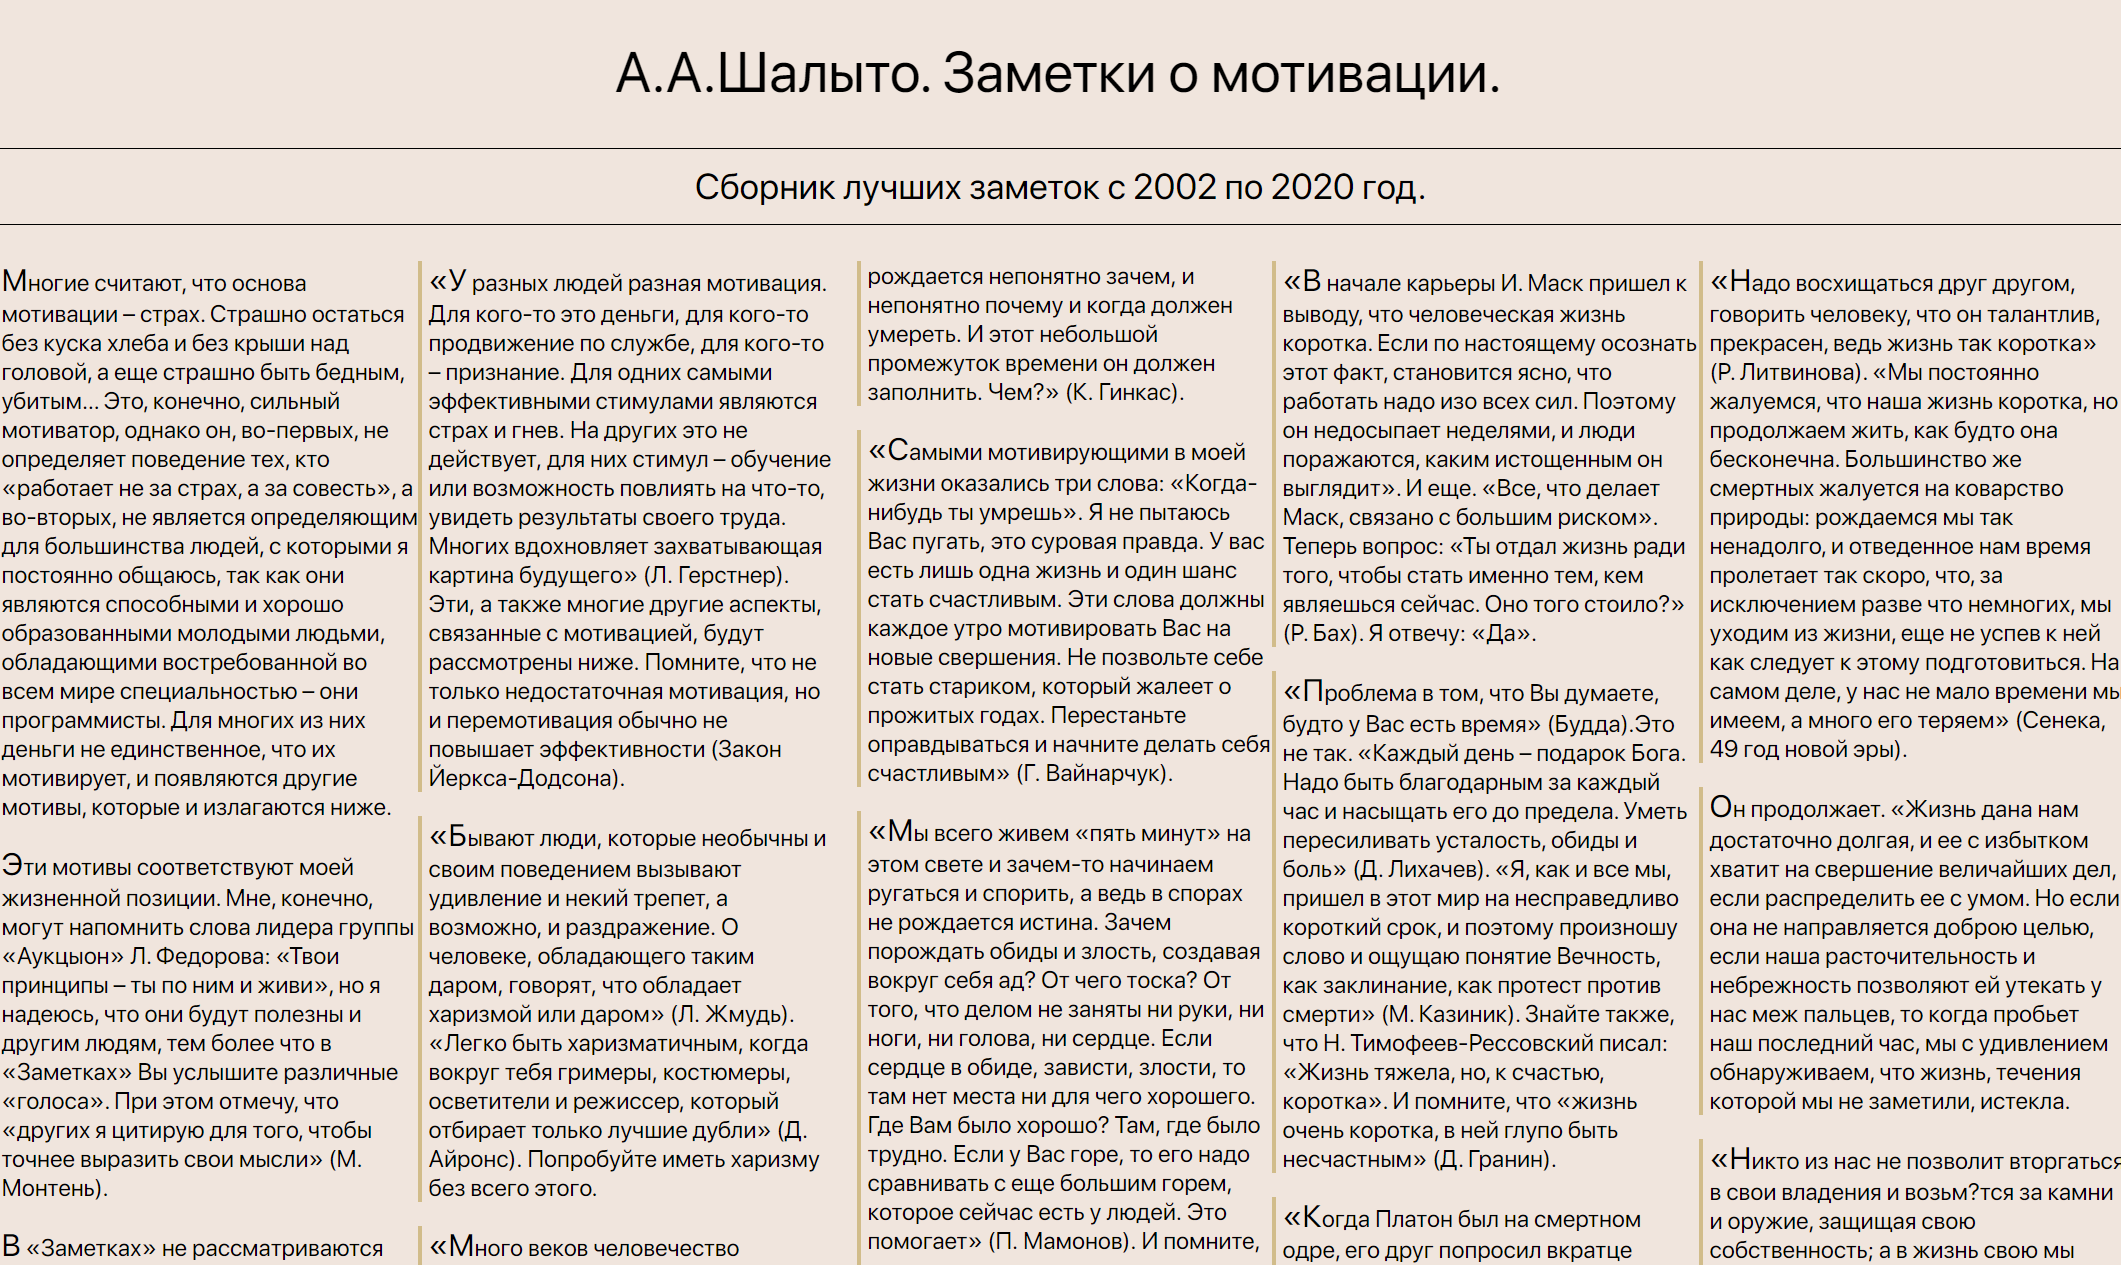 А.А.Шалыто. Заметки о мотивации.
Сборник лучших заметок с 2002 по 2020 год.
Многие считают, что основа
мотивации – страх. Страшно остаться
без куска хлеба и без крыши над
головой, а еще страшно быть бедным,
убитым... Это, конечно, сильный
мотиватор, однако он, во-первых, не
определяет поведение тех, кто
«работает не за страх, а за совесть», а
во-вторых, не является определяющим
для большинства людей, с которыми я
постоянно общаюсь, так как они
являются способными и хорошо
образованными молодыми людьми,
обладающими востребованной во
всем мире специальностью – они
программисты. Для многих из них
деньги не единственное, что их
мотивирует, и появляются другие
мотивы, которые и излагаются ниже.
Эти мотивы соответствуют моей
жизненной позиции. Мне, конечно,
могут напомнить слова лидера группы
«Аукцыон» Л. Федорова: «Твои
принципы – ты по ним и живи», но я
надеюсь, что они будут полезны и
другим людям, тем более что в
«Заметках» Вы услышите различные
«голоса». При этом отмечу, что
«других я цитирую для того, чтобы
точнее выразить свои мысли» (М.
Монтень).
В «Заметках» не рассматриваются
«У разных людей разная мотивация.
Для кого-то это деньги, для кого-то
продвижение по службе, для кого-то
– признание. Для одних самыми
эффективными стимулами являются
страх и гнев. На других это не
действует, для них стимул – обучение
или возможность повлиять на что-то,
увидеть результаты своего труда.
Многих вдохновляет захватывающая
картина будущего» (Л. Герстнер).
Эти, а также многие другие аспекты,
связанные с мотивацией, будут
рассмотрены ниже. Помните, что не
только недостаточная мотивация, но
и перемотивация обычно не
повышает эффективности (Закон
Йеркса-Додсона).
«Бывают люди, которые необычны и
своим поведением вызывают
удивление и некий трепет, а
возможно, и раздражение. О
человеке, обладающего таким
даром, говорят, что обладает
харизмой или даром» (Л. Жмудь).
«Легко быть харизматичным, когда
вокруг тебя гримеры, костюмеры,
осветители и режиссер, который
отбирает только лучшие дубли» (Д.
Айронс). Попробуйте иметь харизму
без всего этого.
«Много веков человечество
рождается непонятно зачем, и
непонятно почему и когда должен
умереть. И этот небольшой
промежуток времени он должен
заполнить. Чем?» (К. Гинкас).
«Самыми мотивирующими в моей
жизни оказались три слова: «Когда-
нибудь ты умрешь». Я не пытаюсь
Вас пугать, это суровая правда. У вас
есть лишь одна жизнь и один шанс
стать счастливым. Эти слова должны
каждое утро мотивировать Вас на
новые свершения. Не позвольте себе
стать стариком, который жалеет о
прожитых годах. Перестаньте
оправдываться и начните делать себя
счастливым» (Г. Вайнарчук).
«Мы всего живем «пять минут» на
этом свете и зачем-то начинаем
ругаться и спорить, а ведь в спорах
не рождается истина. Зачем
порождать обиды и злость, создавая
вокруг себя ад? От чего тоска? От
того, что делом не заняты ни руки, ни
ноги, ни голова, ни сердце. Если
сердце в обиде, зависти, злости, то
там нет места ни для чего хорошего.
Где Вам было хорошо? Там, где было
трудно. Если у Вас горе, то его надо
сравнивать с еще большим горем,
которое сейчас есть у людей. Это
помогает» (П. Мамонов). И помните,
«В начале карьеры И. Маск пришел к
выводу, что человеческая жизнь
коротка. Если по настоящему осознать
этот факт, становится ясно, что
работать надо изо всех сил. Поэтому
он недосыпает неделями, и люди
поражаются, каким истощенным он
выглядит». И еще. «Все, что делает
Маск, связано с большим риском».
Теперь вопрос: «Ты отдал жизнь ради
того, чтобы стать именно тем, кем
являешься сейчас. Оно того стоило?»
(Р. Бах). Я отвечу: «Да».
«Проблема в том, что Вы думаете,
будто у Вас есть время» (Будда).Это
не так. «Каждый день – подарок Бога.
Надо быть благодарным за каждый
час и насыщать его до предела. Уметь
пересиливать усталость, обиды и
боль» (Д. Лихачев). «Я, как и все мы,
пришел в этот мир на несправедливо
короткий срок, и поэтому произношу
слово и ощущаю понятие Вечность,
как заклинание, как протест против
смерти» (М. Казиник). Знайте также,
что Н. Тимофеев-Рессовский писал:
«Жизнь тяжела, но, к счастью,
коротка». И помните, что «жизнь
очень коротка, в ней глупо быть
несчастным» (Д. Гранин).
«Когда Платон был на смертном
одре, его друг попросил вкратце
«Надо восхищаться друг другом,
говорить человеку, что он талантлив,
прекрасен, ведь жизнь так коротка»
(Р. Литвинова). «Мы постоянно
жалуемся, что наша жизнь коротка, но
продолжаем жить, как будто она
бесконечна. Большинство же
смертных жалуется на коварство
природы: рождаемся мы так
ненадолго, и отведенное нам время
пролетает так скоро, что, за
исключением разве что немногих, мы
уходим из жизни, еще не успев к ней
как следует к этому подготовиться. На
самом деле, у нас не мало времени мы
имеем, а много его теряем» (Сенека,
49 год новой эры).
Он продолжает. «Жизнь дана нам
достаточно долгая, и ее с избытком
хватит на свершение величайших дел,
если распределить ее с умом. Но если
она не направляется доброю целью,
если наша расточительность и
небрежность позволяют ей утекать у
нас меж пальцев, то когда пробьет
наш последний час, мы с удивлением
обнаруживаем, что жизнь, течения
которой мы не заметили, истекла.
«Никто из нас не позволит вторгаться
в свои владения и возьм?тся за камни
и оружие, защищая свою
собственность; а в жизнь свою мы